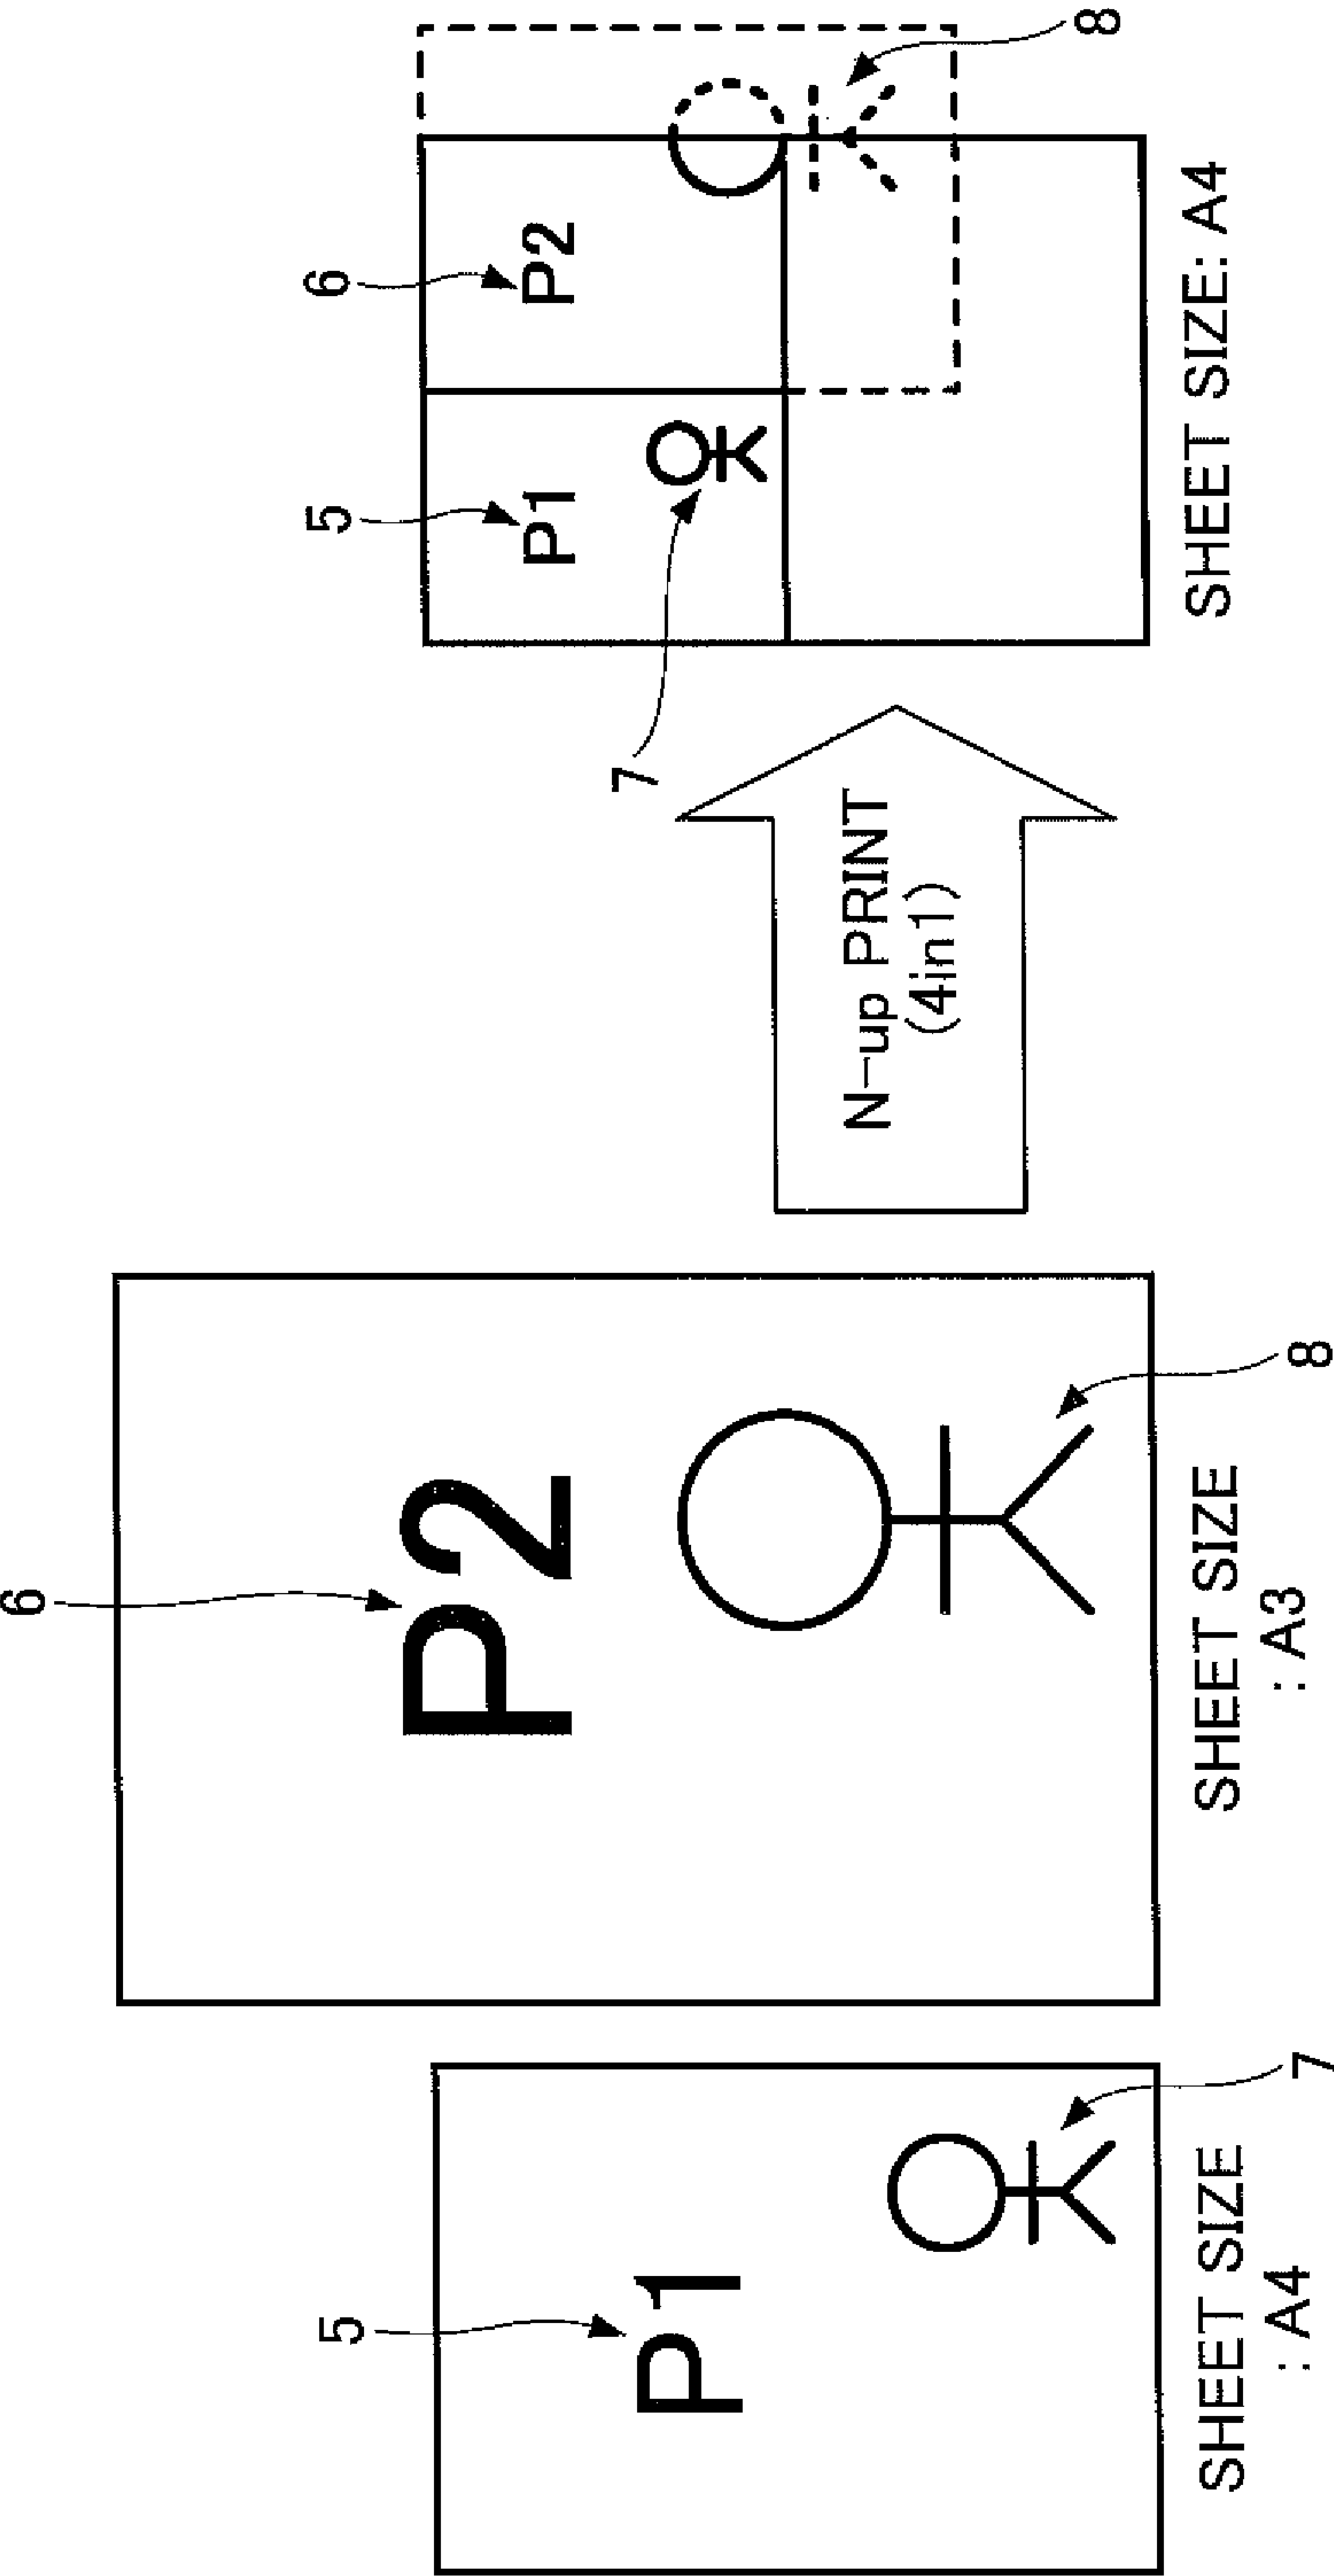 5
P1
7
SHEET SIZE
: A4
6
P2
8
SHEET SIZE
: A3
N-up PRINT
(4in1)
5
P1
7
6
P2
8
SHEET SIZE: A4